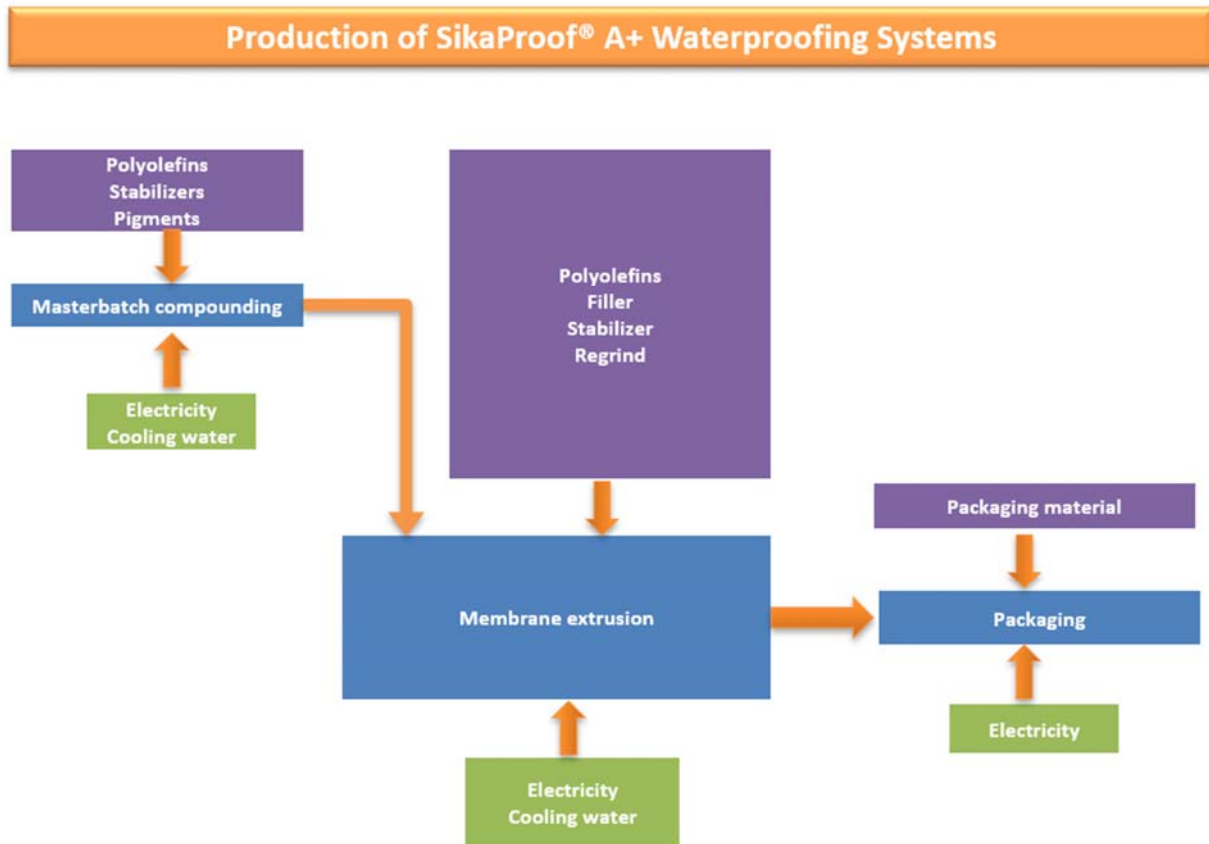 Production of SikaProof® A+ Waterproofing Systems
Polyolefins
Stabilizers
Pigments
Masterbatch compounding
Electricity
Cooling water
Polyolefins
Filler
Stabilizer
Regrind
Membrane extrusion
Electricity
Cooling water
Packaging material
Packaging
Electricity